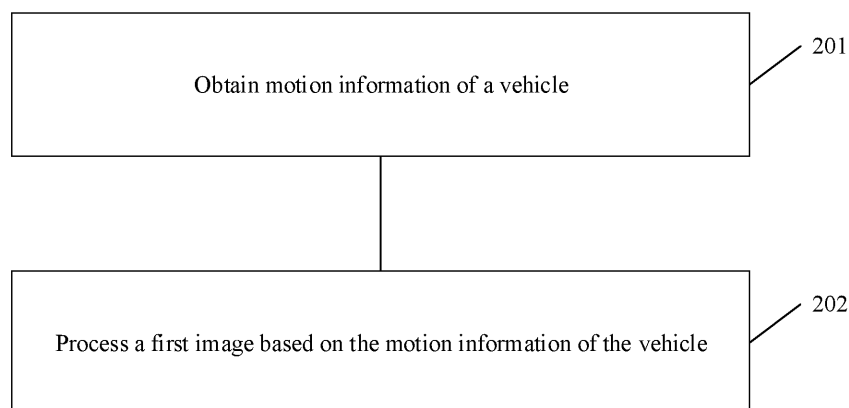 Obtain motion information of a vehicle
201
Process a first image based on the motion information of the vehicle
202